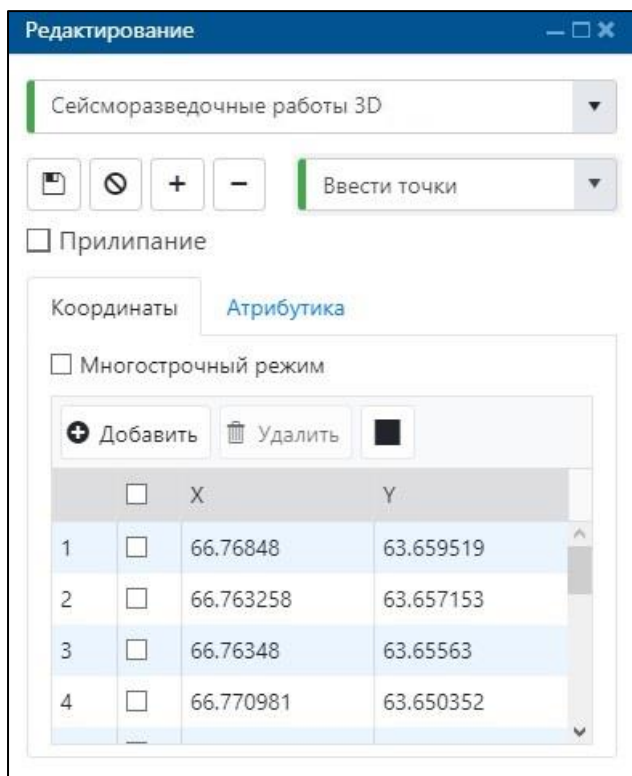 Редактирование
Сейсморазведочные работы 3D
Ввести точки
Прилипание
Координаты Атрибутика
Многострочный режим
Добавить Удалить
X Y
1 66.76848 63.659519
2 66.763258 63.657153
3 66.76348 63.65563
4 66.770981 63.650352